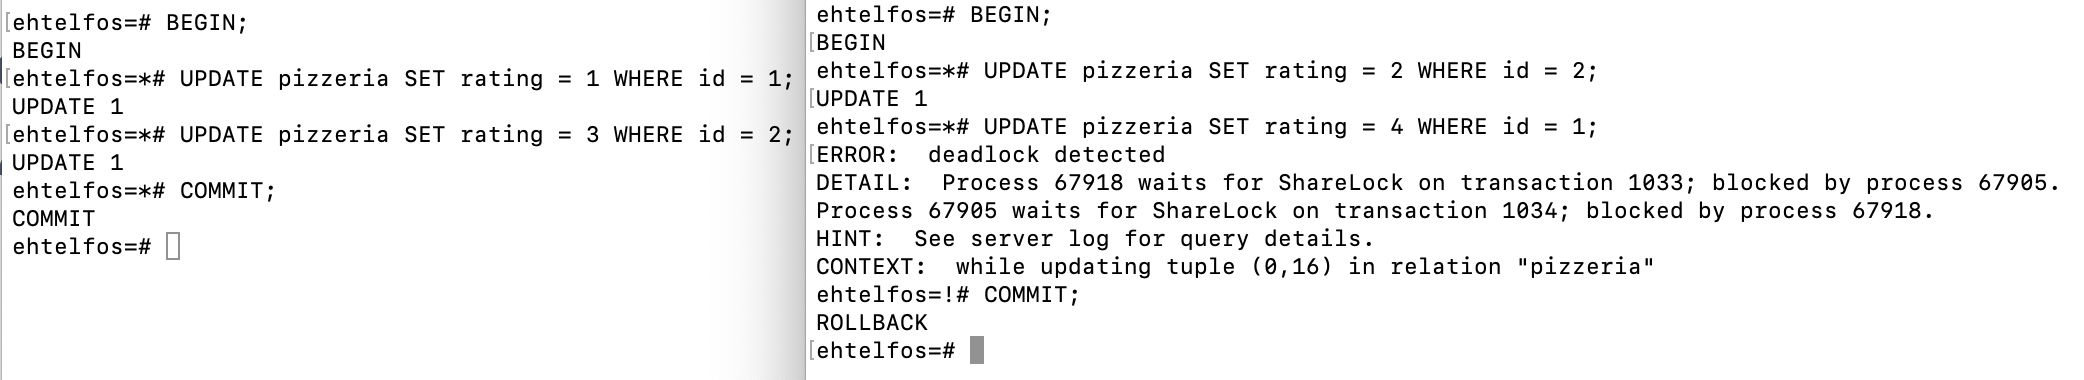 ehtelfos=# BEGIN;
BEGIN
ehtelfos=*# UPDATE pizzeria SET rating = 1 WHERE id = 1;
UPDATE 1
ehtelfos=*# UPDATE pizzeria SET rating = 3 WHERE id = 2;
UPDATE 1
ehtelfos=*# COMMIT;
COMMIT
ehtelfos=#
ehtelfos=# BEGIN;
BEGIN
ehtelfos=*# UPDATE pizzeria SET rating = 2 WHERE id = 2;
UPDATE 1
ehtelfos=*# UPDATE pizzeria SET rating = 4 WHERE id = 1;
ERROR:  deadlock detected
DETAIL:  Process 67918 waits for ShareLock on transaction 1033; blocked by process 67905.
Process 67905 waits for ShareLock on transaction 1034; blocked by process 67918.
HINT:  See server log for query details.
CONTEXT:  while updating tuple (0,16) in relation "pizzeria"
ehtelfos=!# COMMIT;
ROLLBACK
ehtelfos=#